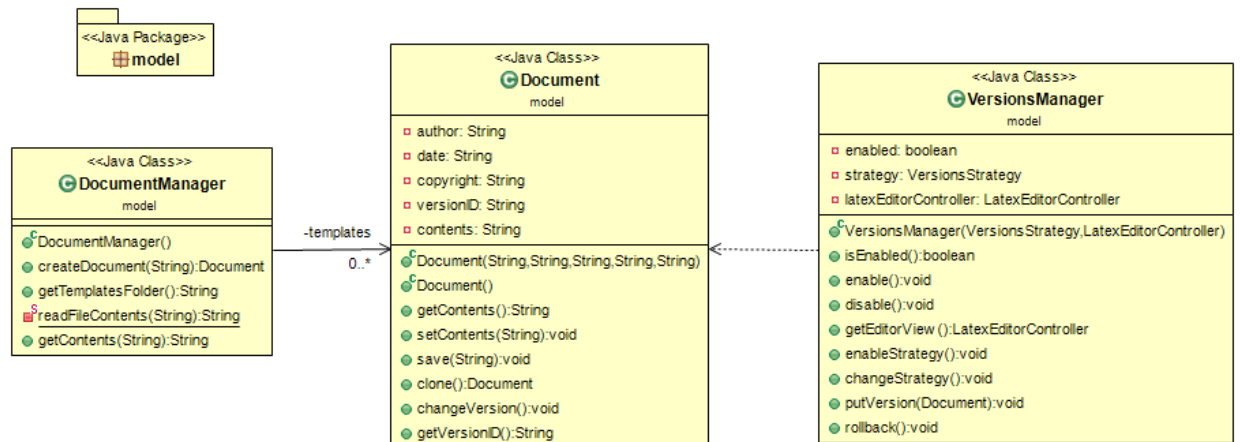 <<Java Package>>
model
<<Java Class>>
DocumentManager
model
DocumentManager()
createDocument(String):Document
getTemplatesFolder():String
readFileContents(String):String
getContents(String):String
-templates
0..*
<<Java Class>>
Document
model
author: String
date: String
copyright: String
versionID: String
contents: String
Document(String,String,String,String,String)
Document()
getContents():String
setContents(String):void
save(String):void
clone():Document
changeVersion():void
getVersionID():String
<<Java Class>>
VersionsManager
model
enabled: boolean
strategy: VersionsStrategy
latexEditorController: LatexEditorController
VersionsManager(VersionsStrategy,LatexEditorController)
isEnabled():boolean
enable():void
disable():void
getEditorView():LatexEditorController
enableStrategy():void
changeStrategy():void
putVersion(Document):void
rollback():void